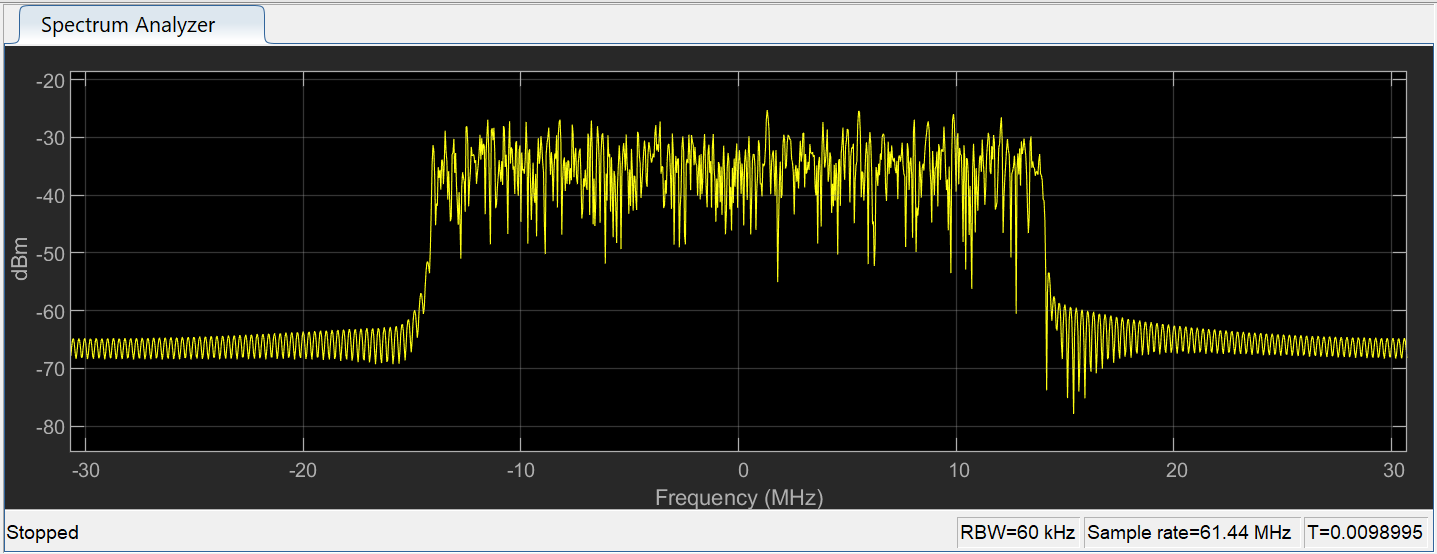 Spectrum Analyzer
-20
-30
-40
-50
-60
-70
-80
dBm
-30 -20 -10 0 10 20 30
Frequency (MHz)
Stopped RBW=60 kHz Sample rate=61.44 MHz T=0.0098995